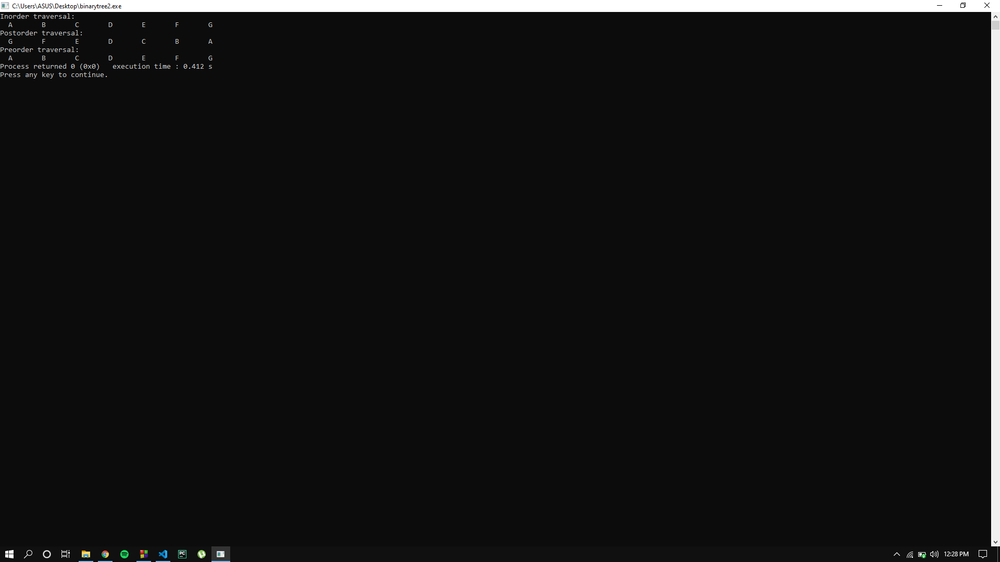 C:\Users\ASUS\Desktop\binarytree2.exe
Inorder traversal:
A B C D E F G
Postorder traversal:
G F E D C B A
Preorder traversal:
A B C D E F G
Process returned 0 (0x0)   execution time : 0.412 s
Press any key to continue.
PC
12:28 PM